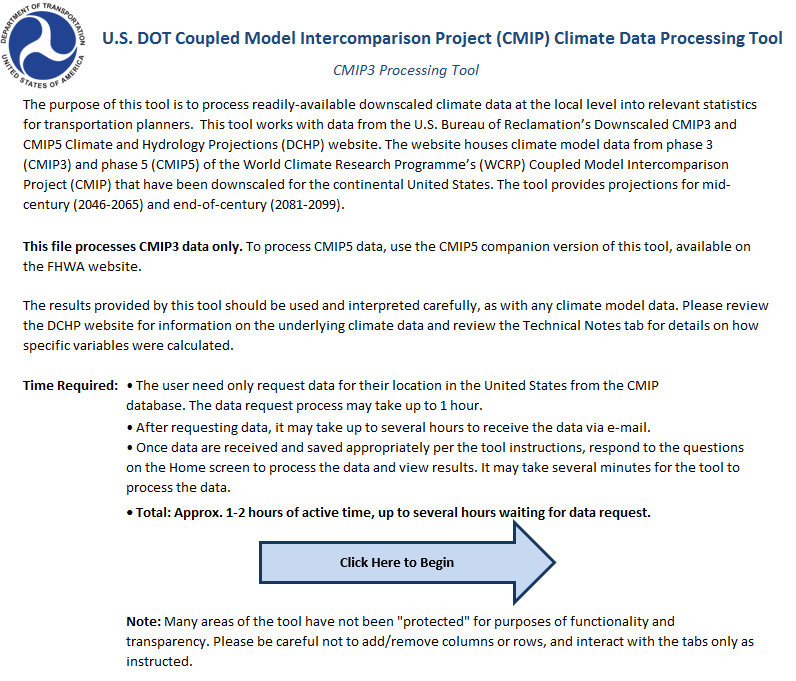 DEPARTMENT OF TRANSPORTATION
UNITED STATES OF AMERICA
U.S. DOT Coupled Model Intercomparison Project (CMIP) Climate Data Processing Tool
CMIP3 Processing Tool
The purpose of this tool is to process readily-available downscaled climate data at the local level into relevant statistics
for transportation planners.  This tool works with data from the U.S. Bureau of Reclamation's Downscaled CMIP3 and
CMIP5 Climate and Hydrology Projections (DCHP) website. The website houses climate model data from phase 3
(CMIP3) and phase 5 (CMIP5) of the World Climate Research Programme's (WCRP) Coupled Model Intercomparison
Project (CMIP) that have been downscaled for the continental United States. The tool provides projections for mid-
century (2046-2065) and end-of-century (2081-2099).
This file processes CMIP3 data only. To process CMIP5 data, use the CMIP5 companion version of this tool, available on
the FHWA website.
The results provided by this tool should be used and interpreted carefully, as with any climate model data. Please review
the DCHP website for information on the underlying climate data and review the Technical Notes tab for details on how
specific variables were calculated.
Time Required: • The user need only request data for their location in the United States from the CMIP
database. The data request process may take up to 1 hour.
• After requesting data, it may take up to several hours to receive the data via e-mail.
• Once data are received and saved appropriately per the tool instructions, respond to the questions
on the Home screen to process the data and view results. It may take several minutes for the tool to
process the data.
• Total: Approx. 1-2 hours of active time, up to several hours waiting for data request.
Click Here to Begin
Note: Many areas of the tool have not been "protected" for purposes of functionality and
transparency. Please be careful not to add/remove columns or rows, and interact with the tabs only as
instructed.